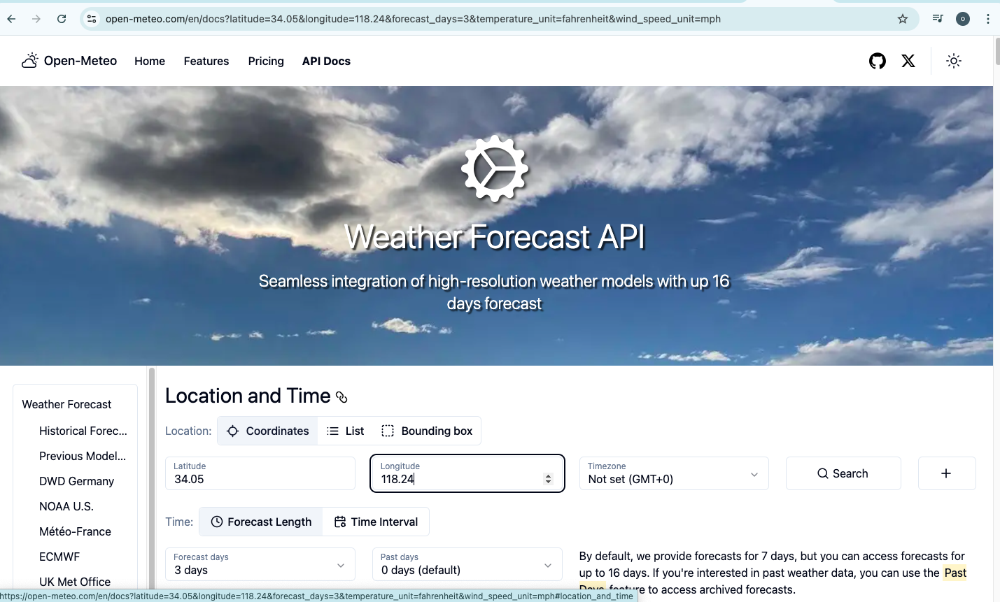 open-meteo.com/en/docs?latitude=34.05&longitude=118.24&forecast_days=3&temperature_unit=fahrenheit&wind_speed_unit=mph
o
Open-Meteo Home Features Pricing API Docs
Weather Forecast API
Seamless integration of high-resolution weather models with up 16
days forecast
Weather Forecast
Historical Forec...
Previous Model...
DWD Germany
NOAA U.S.
Météo-France
ECMWF
UK Met Office
Location and Time
Location: Coordinates List Bounding box
Latitude
34.05
Longitude
118.24
Timezone
Not set (GMT+0)
Search
Time: Forecast Length Time Interval
Forecast days
3 days
Past days
0 days (default)
By default, we provide forecasts for 7 days, but you can access forecasts for
up to 16 days. If you're interested in past weather data, you can use the Past
Days feature to access archived forecasts.
https://open-meteo.com/en/docs?latitude=34.05&longitude=118.24&forecast_days=3&temperature_unit=fahrenheit&wind_speed_unit=mph#location_and_time